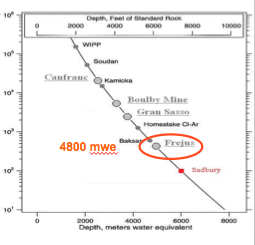 Depth, Feet of Standard Rock
0 2000 4000 6000 8000 10000
10⁶
WIPP
Soudan
10⁵
Canfranc
Kamioka
10⁴
Boulby Mine
Gran Sasso
Homestake Cl-Ar
10³
Baksan
Frejus
4800 mwe
10²
Sudbury
10¹
0 2000 4000 6000 8000
Depth, meters water equivalent